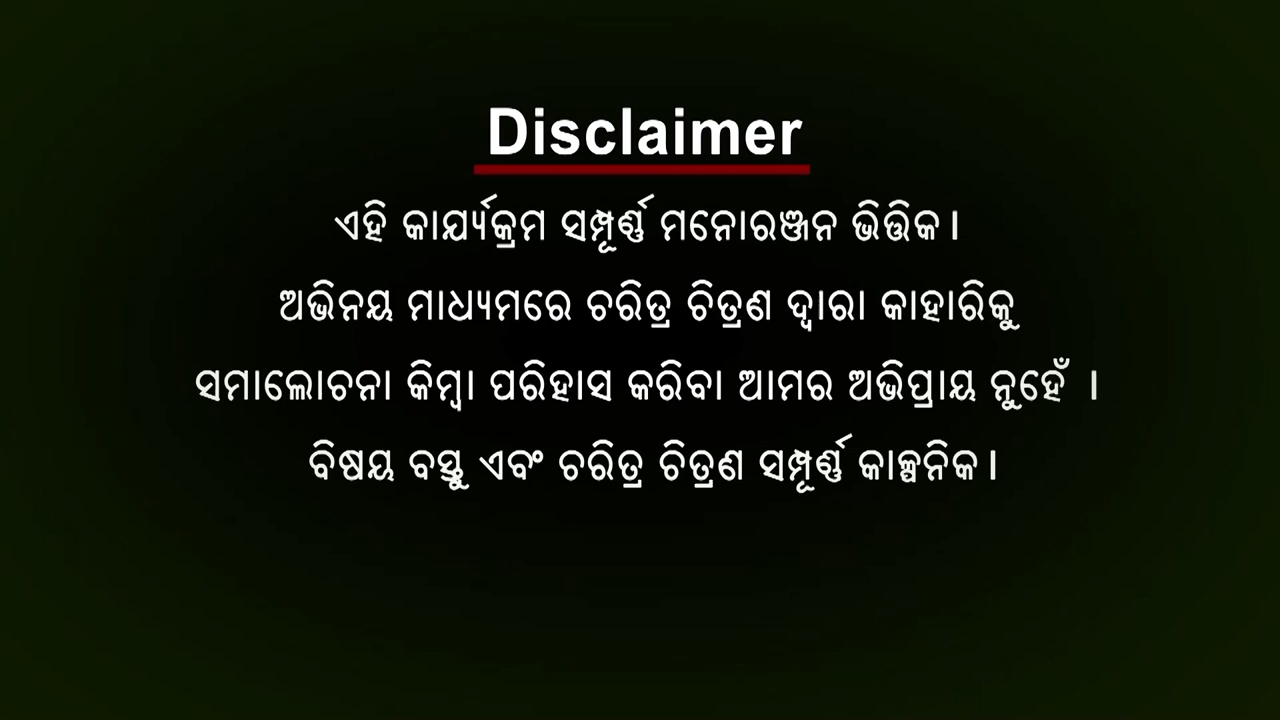 Disclaimer
ଏହି କାର୍ଯ୍ୟକ୍ରମ ସମ୍ପୂର୍ଣ୍ଣ ମନୋରଞ୍ଜନ ଭିତ୍ତିକ।
ଅଭିନୟ ମାଧ୍ୟମରେ ଚରିତ୍ର ଚିତ୍ରଣ ଦ୍ୱାରା କାହାରିକୁ
ସମାଲୋଚନା କିମ୍ବା ପରିହାସ କରିବା ଆମର ଅଭିପ୍ରାୟ ନୁହେଁ ।
ବିଷୟ ବସ୍ତୁ ଏବଂ ଚରିତ୍ର ଚିତ୍ରଣ ସମ୍ପୂର୍ଣ୍ଣ କାଳ୍ପନିକ।